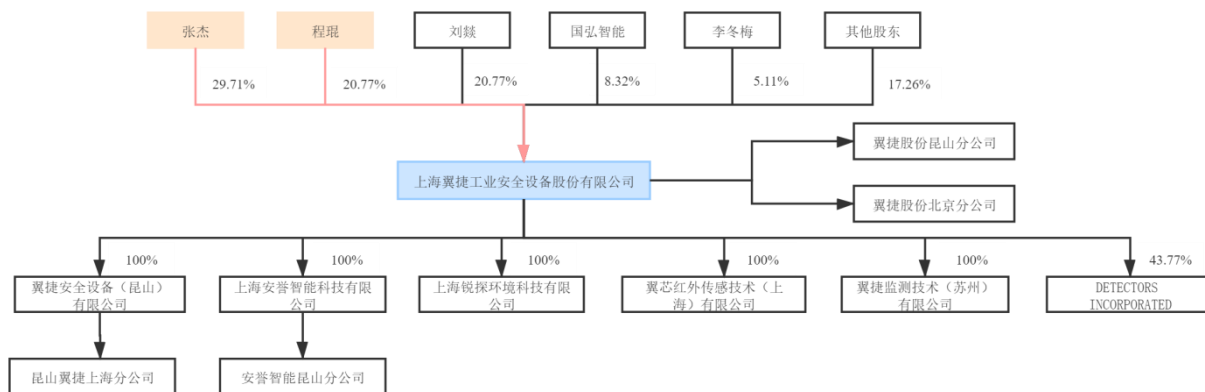 张杰
程琨
刘燚
国弘智能
李冬梅
其他股东
29.71%
20.77%
20.77%
8.32%
5.11%
17.26%
翼捷股份昆山分公司
上海翼捷工业安全设备股份有限公司
翼捷股份北京分公司
100%
100%
100%
100%
100%
43.77%
翼捷安全设备（昆山）
有限公司
上海安誉智能科技有限
公司
上海锐探环境科技有限
公司
翼芯红外传感技术（上
海）有限公司
翼捷监测技术（苏州）
有限公司
DETECTORS
INCORPORATED
昆山翼捷上海分公司
安誉智能昆山分公司